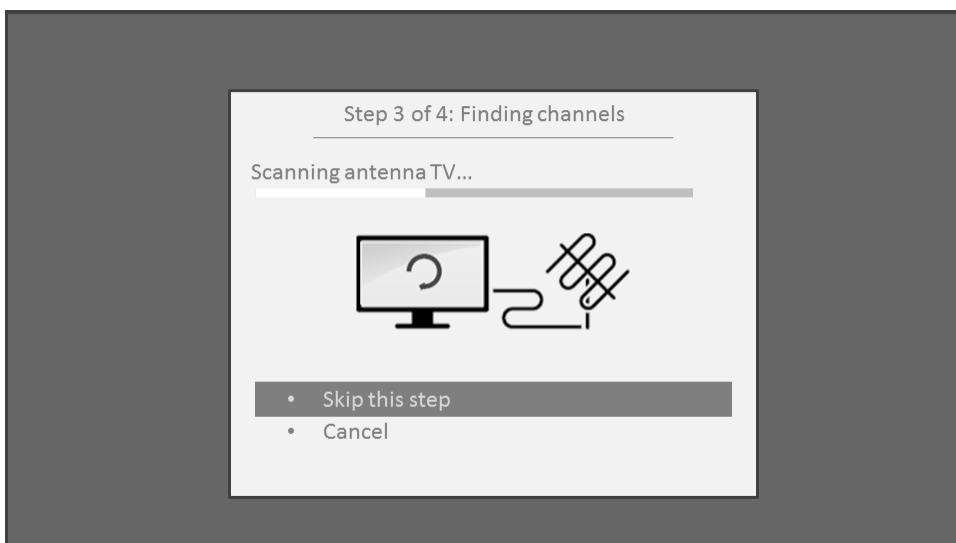 Step 3 of 4: Finding channels
Scanning antenna TV...
• Skip this step
• Cancel